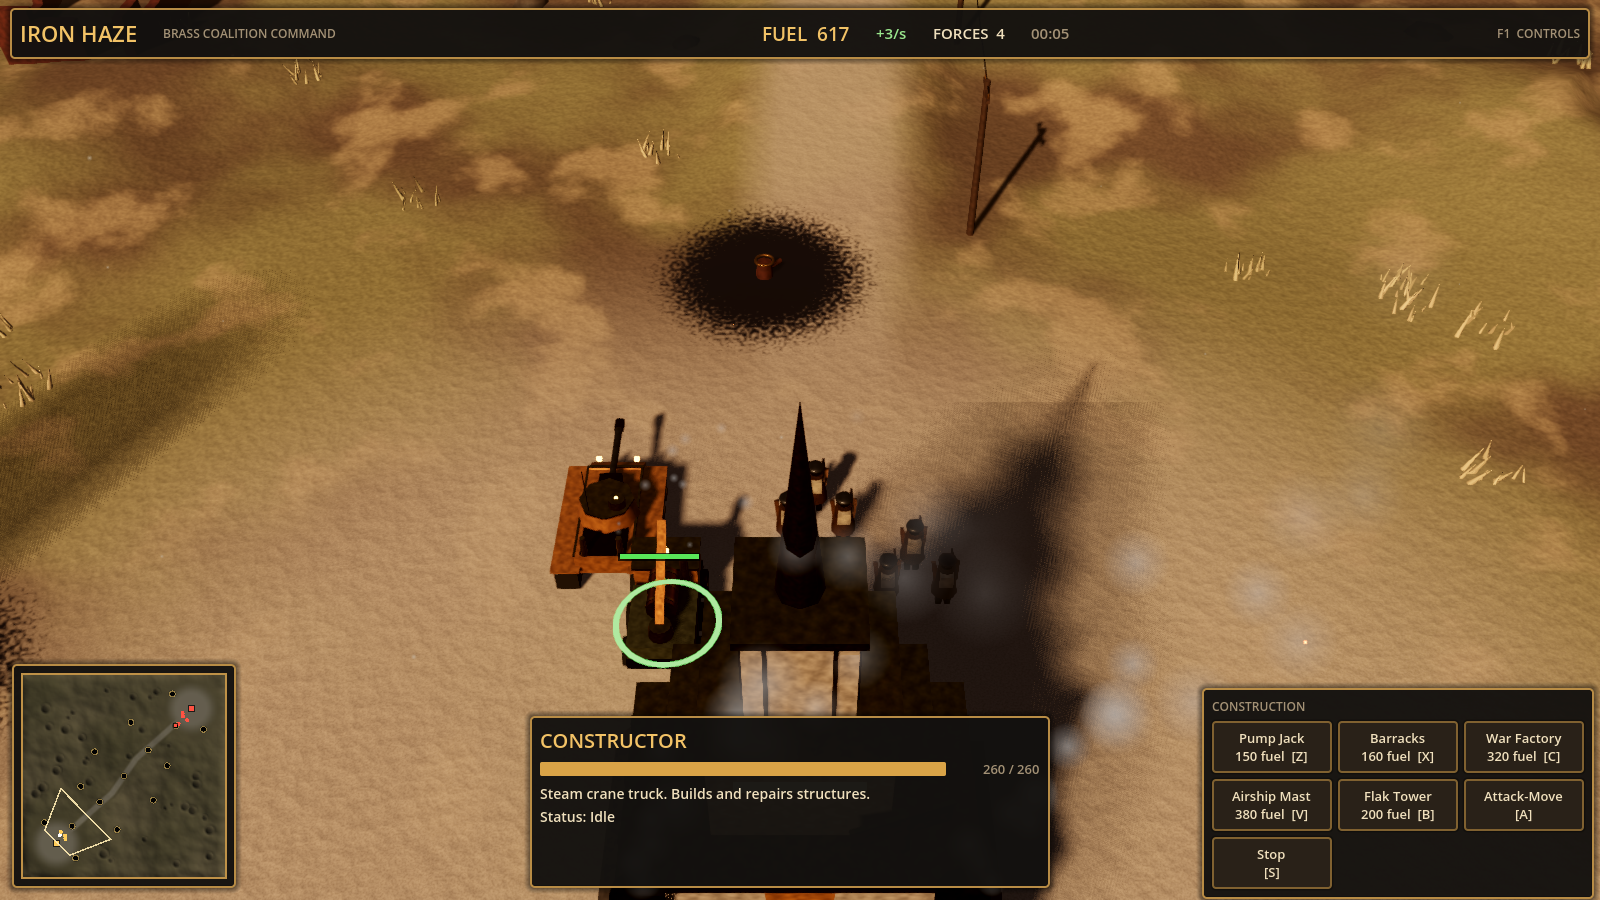 IRON HAZE BRASS COALITION COMMAND FUEL 617 +3/s FORCES 4 00:05 F1 CONTROLS
CONSTRUCTOR
260 / 260
Steam crane truck. Builds and repairs structures.
Status: Idle
CONSTRUCTION
Pump Jack
150 fuel [Z]
Barracks
160 fuel [X]
War Factory
320 fuel [C]
Airship Mast
380 fuel [V]
Flak Tower
200 fuel [B]
Attack-Move
[A]
Stop
[S]